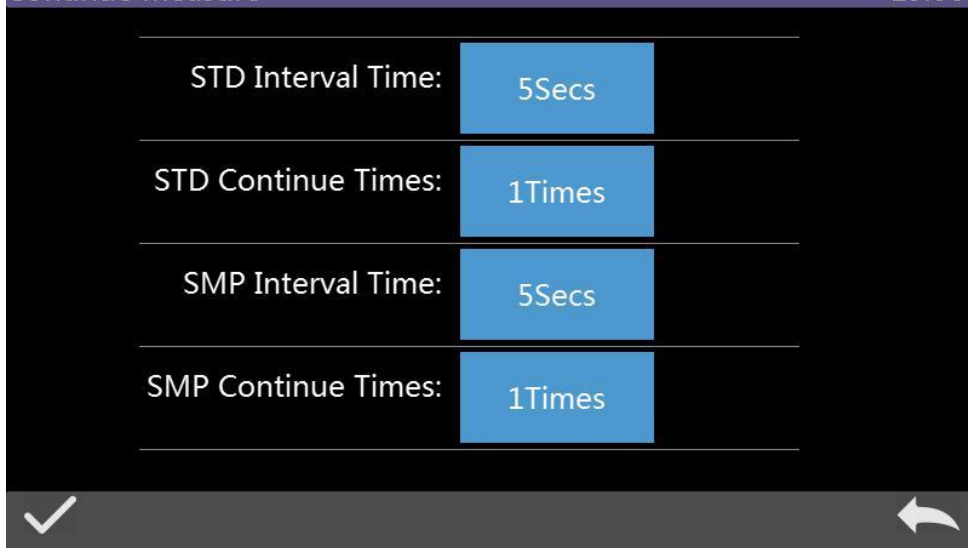 STD Interval Time: 5Secs
STD Continue Times: 1Times
SMP Interval Time: 5Secs
SMP Continue Times: 1Times